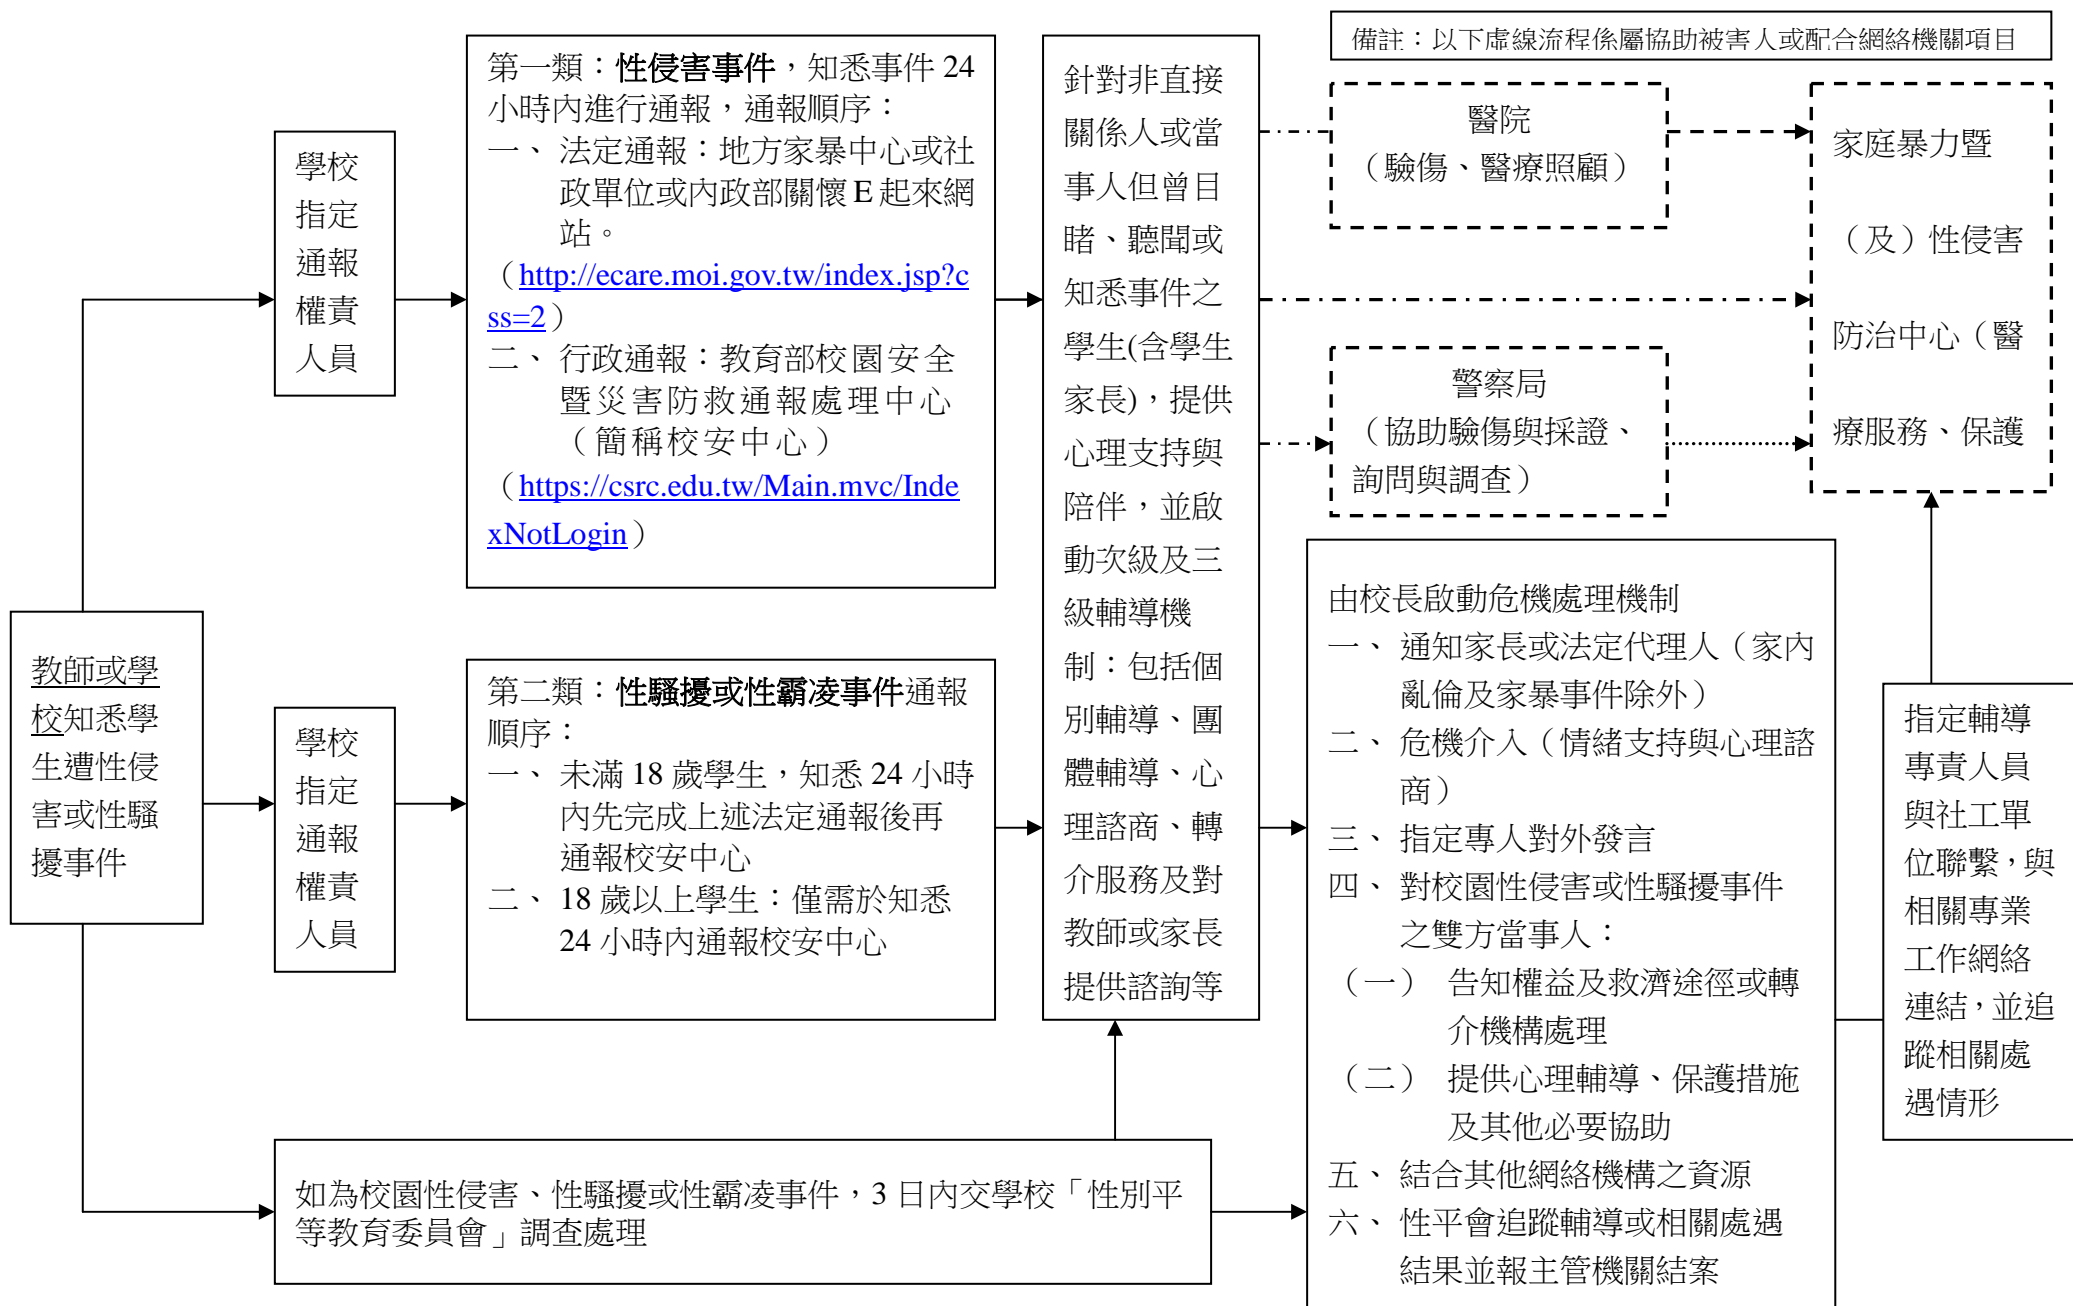 備註：以下虛線流程係屬協助被害人或配合網絡機關項目
教師或學
校知悉學
生遭性侵
害或性騷
擾事件
學校
指定
通報
權責
人員
第一類：性侵害事件，知悉事件 24
小時內進行通報，通報順序：
一、 法定通報：地方家暴中心或社
政單位或內政部關懷 E 起來網
站。
（http://ecare.moi.gov.tw/index.jsp?c
ss=2）
二、 行政通報：教育部校園安全
暨災害防救通報處理中心
（簡稱校安中心）
（https://csrc.edu.tw/Main.mvc/Inde
xNotLogin）
學校
指定
通報
權責
人員
第二類：性騷擾或性霸凌事件通報
順序：
一、 未滿 18 歲學生，知悉 24 小時
內先完成上述法定通報後再
通報校安中心
二、 18 歲以上學生：僅需於知悉
24 小時內通報校安中心
如為校園性侵害、性騷擾或性霸凌事件，3 日內交學校「性別平
等教育委員會」調查處理
針對非直接
關係人或當
事人但曾目
睹、聽聞或
知悉事件之
學生(含學生
家長)，提供
心理支持與
陪伴，並啟
動次級及三
級輔導機
制：包括個
別輔導、團
體輔導、心
理諮商、轉
介服務及對
教師或家長
提供諮詢等
醫院
（驗傷、醫療照顧）
警察局
（協助驗傷與採證、
詢問與調查）
家庭暴力暨
（及）性侵害
防治中心（醫
療服務、保護
由校長啟動危機處理機制
一、 通知家長或法定代理人（家內
亂倫及家暴事件除外）
二、 危機介入（情緒支持與心理諮
商）
三、 指定專人對外發言
四、 對校園性侵害或性騷擾事件
之雙方當事人：
（一） 告知權益及救濟途徑或轉
介機構處理
（二） 提供心理輔導、保護措施
及其他必要協助
五、 結合其他網絡機構之資源
六、 性平會追蹤輔導或相關處遇
結果並報主管機關結案
指定輔導
專責人員
與社工單
位聯繫，與
相關專業
工作網絡
連結，並追
蹤相關處
遇情形